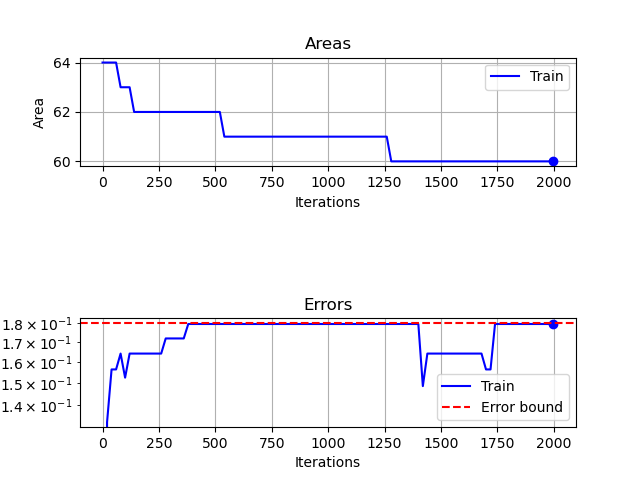 Areas
64
62
60
Area
Train
0 250 500 750 1000 1250 1500 1750 2000
Iterations
Errors
1.8 × 10⁻¹
1.7 × 10⁻¹
1.6 × 10⁻¹
1.5 × 10⁻¹
1.4 × 10⁻¹
Train
Error bound
0 250 500 750 1000 1250 1500 1750 2000
Iterations